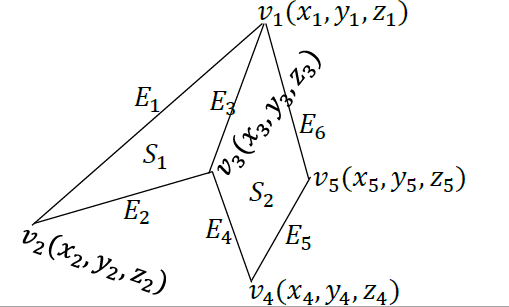 v₁(x₁, y₁, z₁)
E₁
E₃
v₃(x₃, y₃, z₃)
E₆
S₁
S₂
v₅(x₅, y₅, z₅)
E₂
E₄
E₅
v₂(x₂, y₂, z₂)
v₄(x₄, y₄, z₄)